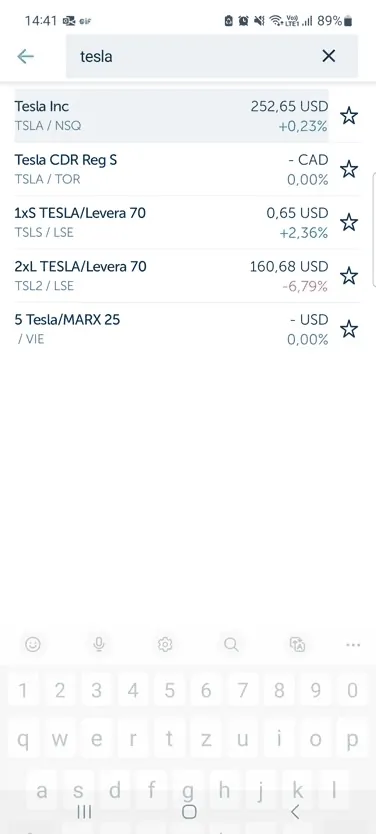 14:41 GIF Vo) LTE1 89%
tesla
Tesla Inc 252,65 USD
TSLA / NSQ +0,23%
Tesla CDR Reg S - CAD
TSLA / TOR 0,00%
1xS TESLA/Levera 70 0,65 USD
TSLS / LSE +2,36%
2xL TESLA/Levera 70 160,68 USD
TSL2 / LSE -6,79%
5 Tesla/MARX 25 - USD
/ VIE 0,00%
1 2 3 4 5 6 7 8 9 0
q w e r t z u i o p
a s d f g h j k l